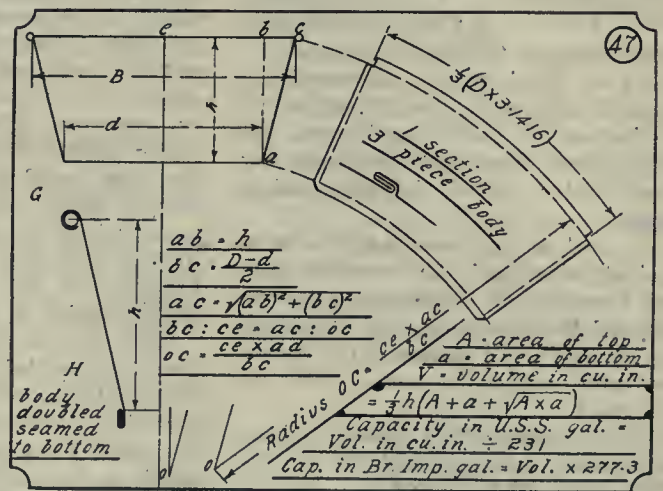 e
b
c
47
B
h
d
a
1/3 (D x 3.1416)
1 section
3 piece body
G
h
H
body
doubled
seamed
to bottom
ab = h
bc = D-d / 2
ac = √(ab)² + (bc)²
bc : ce = ac : oc
oc = ce x ad / bc
o
o
Radius oc = ce x ac / bc
A = area of top
a = area of bottom
V = volume in cu. in.
= 1/3 h (A + a + √A x a)
Capacity in U.S.S. gal. =
Vol. in cu. in. ÷ 231
Cap. in Br. Imp. gal. = Vol. x 277.3